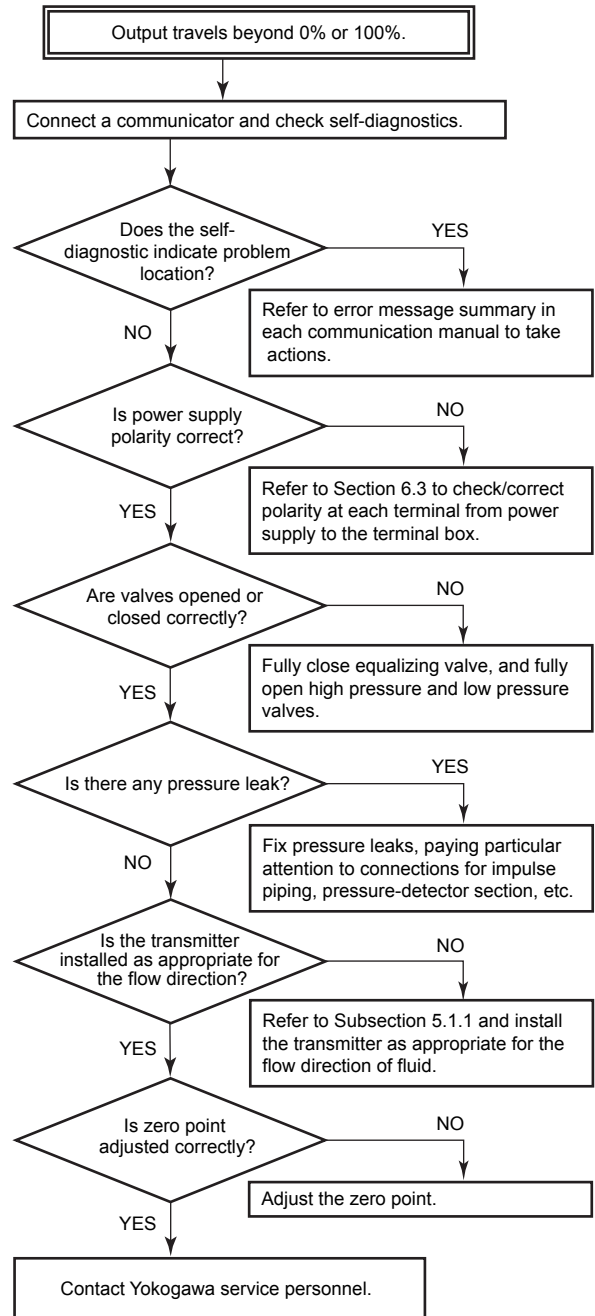 Output travels beyond 0% or 100%.
Connect a communicator and check self-diagnostics.
Does the self-
diagnostic indicate problem
location?
YES
Refer to error message summary in
each communication manual to take
actions.
NO
Is power supply
polarity correct?
NO
Refer to Section 6.3 to check/correct
polarity at each terminal from power
supply to the terminal box.
YES
Are valves opened or
closed correctly?
NO
Fully close equalizing valve, and fully
open high pressure and low pressure
valves.
YES
Is there any pressure leak?
YES
Fix pressure leaks, paying particular
attention to connections for impulse
piping, pressure-detector section, etc.
NO
Is the transmitter
installed as appropriate for
the flow direction?
NO
Refer to Subsection 5.1.1 and install
the transmitter as appropriate for the
flow direction of fluid.
YES
Is zero point
adjusted correctly?
NO
Adjust the zero point.
YES
Contact Yokogawa service personnel.